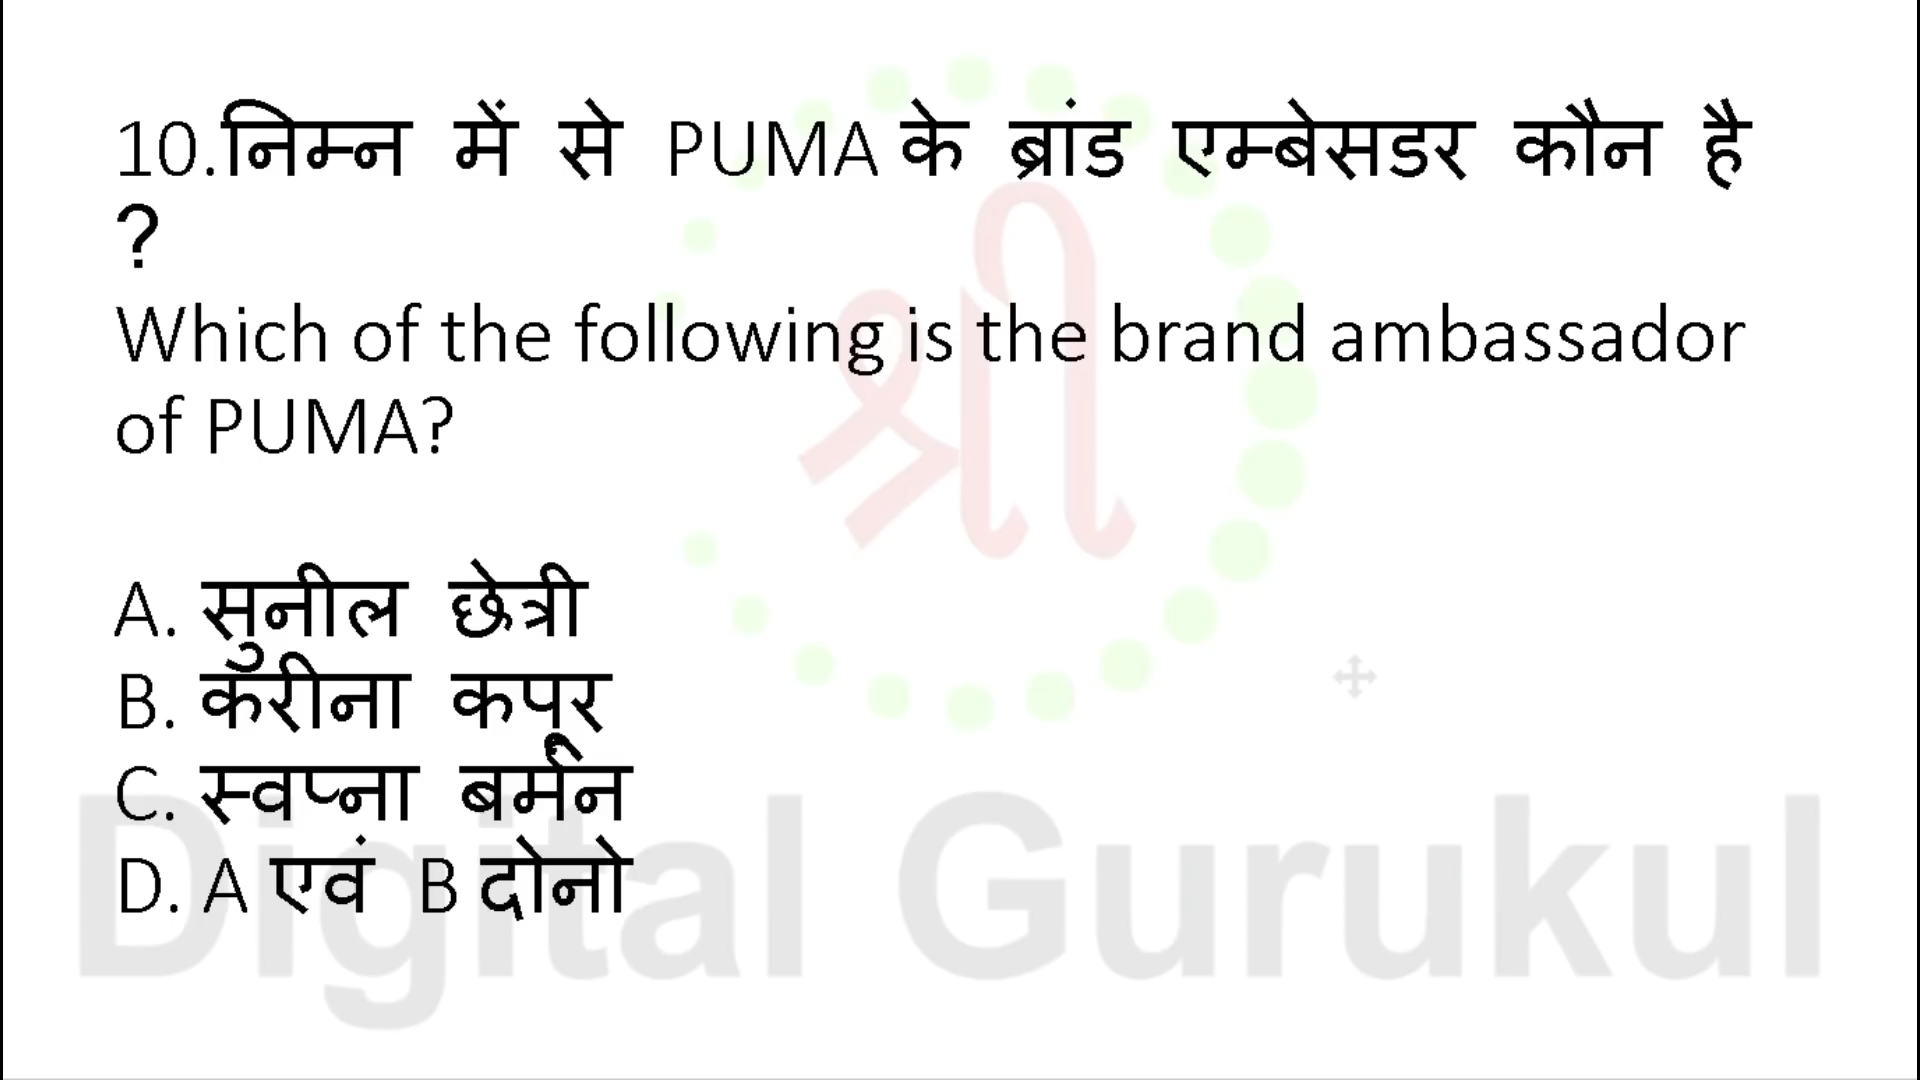 10.निम्न में से PUMA के ब्रांड एम्बेसडर कौन है
?
Which of the following is the brand ambassador
of PUMA?
A. सुनील छेत्री
B. करीना कपूर
C. स्वप्ना बर्मन
D. A एवं B दोनो
श्री
Digital Gurukul